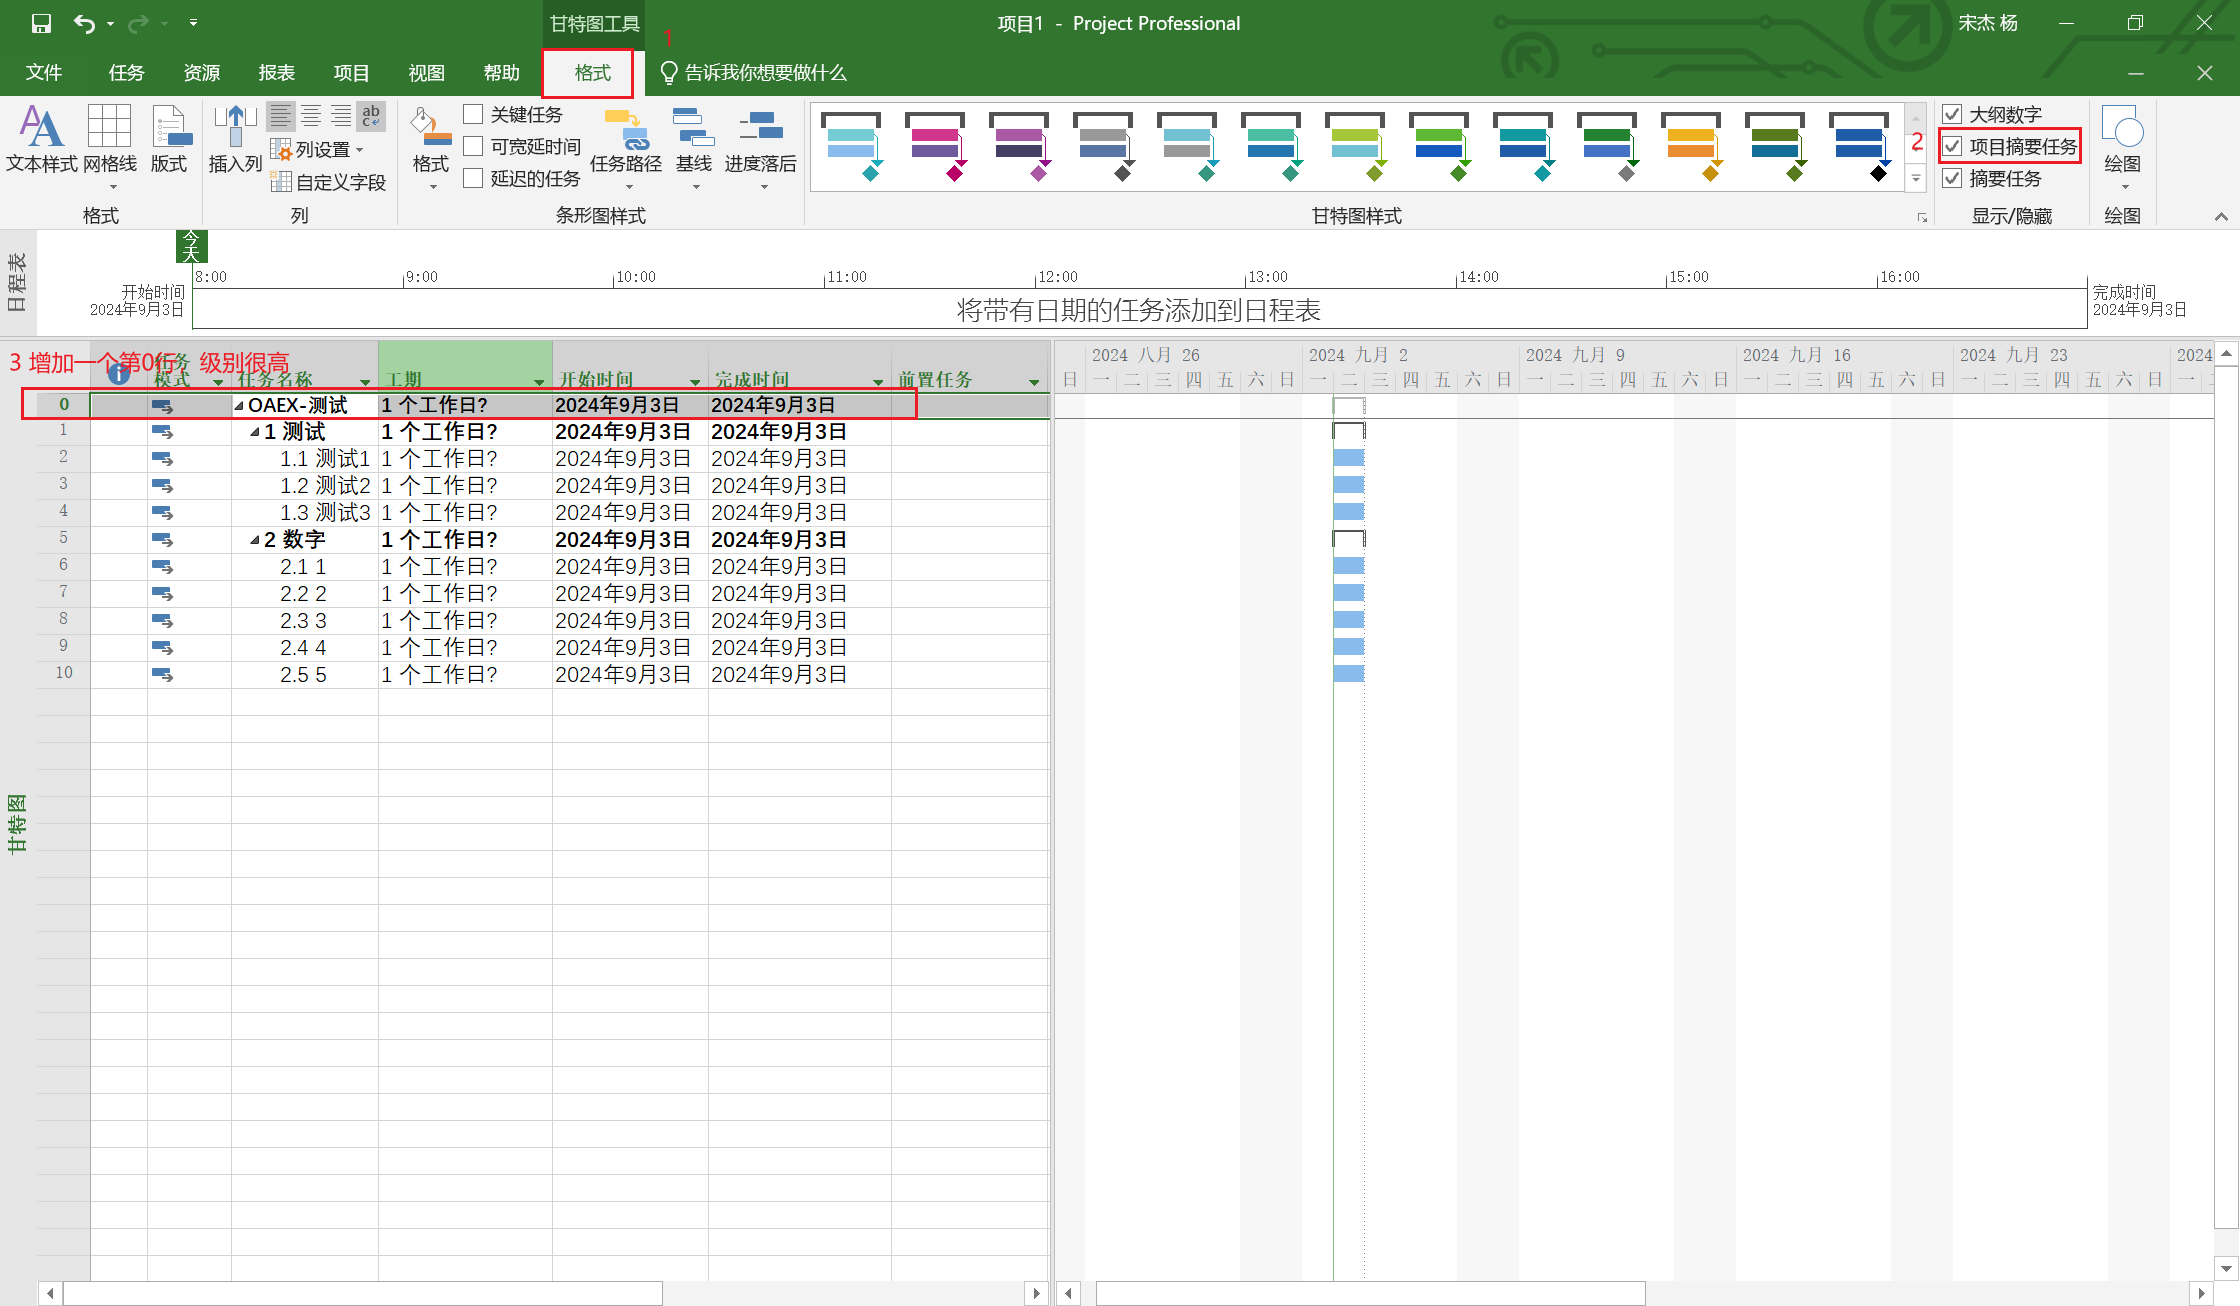 甘特图工具
项目1 - Project Professional
宋杰 杨
文件 任务 资源 报表 项目 视图 帮助 格式 1 告诉我你想要做什么
文本样式 网格线 版式
格式
插入列 ab c 列设置 自定义字段
列
格式
关键任务
可宽延时间
延迟的任务
任务路径 基线 进度落后
条形图样式
甘特图样式
2
大纲数字
项目摘要任务
摘要任务
显示/隐藏
绘图
绘图
日程表
今天
8:00 9:00 10:00 11:00 12:00 13:00 14:00 15:00 16:00
开始时间
2024年9月3日
将带有日期的任务添加到日程表
完成时间
2024年9月3日
3 增加一个第0行，级别很高
任务模式 任务名称 工期 开始时间 完成时间 前置任务
2024 八月 26 2024 九月 2 2024 九月 9 2024 九月 16 2024 九月 23 2024
日 一 二 三 四 五 六 日 一 二 三 四 五 六 日 一 二 三 四 五 六 日 一 二 三 四 五 六 日 一 二 三 四 五 六 日 一
0 OAEX-测试 1 个工作日? 2024年9月3日 2024年9月3日
1 1 测试 1 个工作日? 2024年9月3日 2024年9月3日
2 1.1 测试1 1 个工作日? 2024年9月3日 2024年9月3日
3 1.2 测试2 1 个工作日? 2024年9月3日 2024年9月3日
4 1.3 测试3 1 个工作日? 2024年9月3日 2024年9月3日
5 2 数字 1 个工作日? 2024年9月3日 2024年9月3日
6 2.1 1 1 个工作日? 2024年9月3日 2024年9月3日
7 2.2 2 1 个工作日? 2024年9月3日 2024年9月3日
8 2.3 3 1 个工作日? 2024年9月3日 2024年9月3日
9 2.4 4 1 个工作日? 2024年9月3日 2024年9月3日
10 2.5 5 1 个工作日? 2024年9月3日 2024年9月3日
甘特图